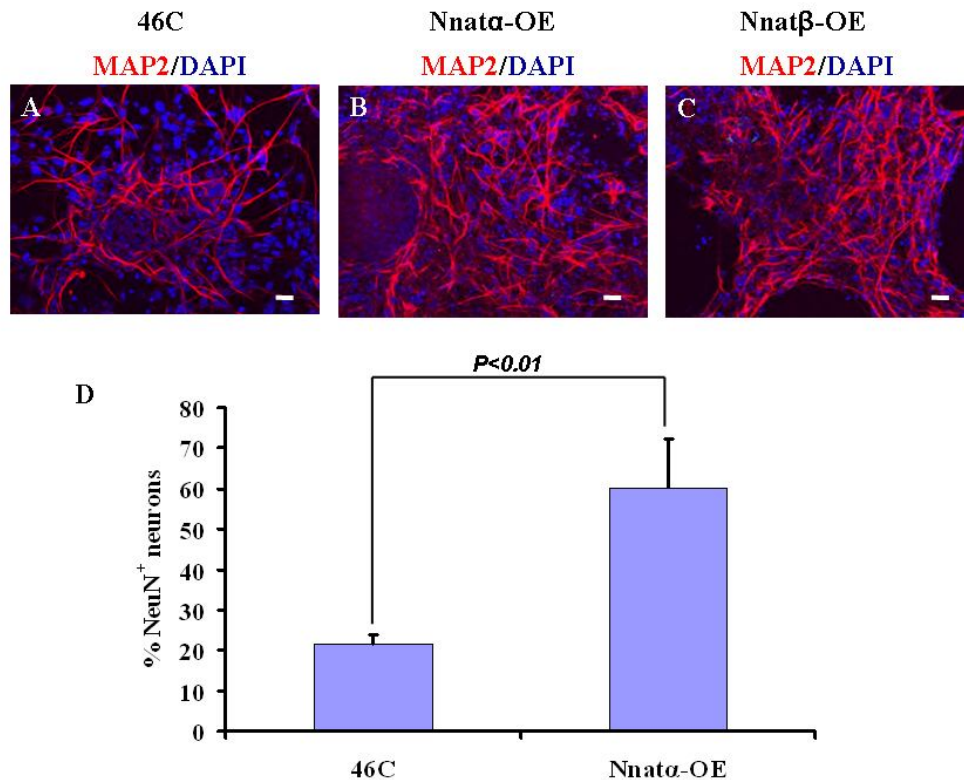 46C Nnatα-OE Nnatβ-OE
MAP2/DAPI MAP2/DAPI MAP2/DAPI
A B C
D
P<0.01
% NeuN⁺ neurons
80
70
60
50
40
30
20
10
0
46C Nnatα-OE